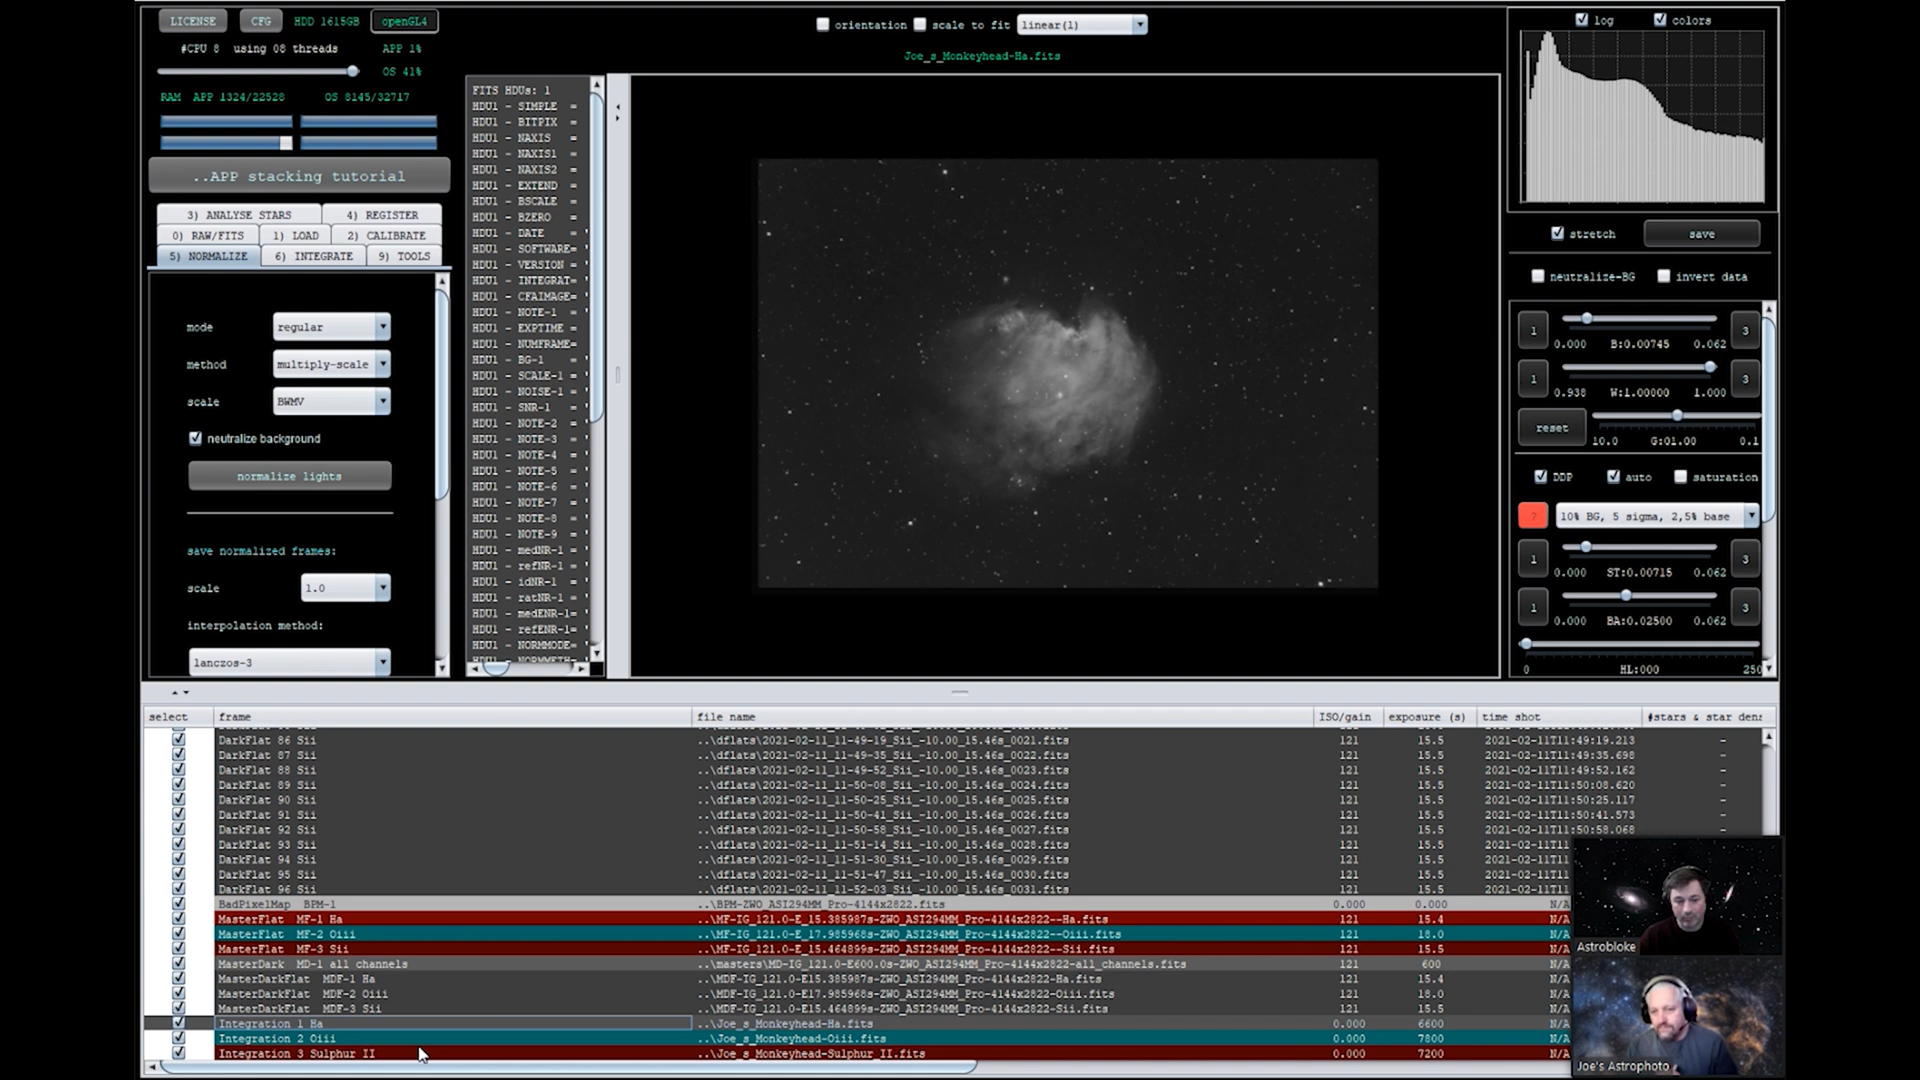 LICENSE CFG HDD 1615GB openGL4
#CPU 8 using 08 threads APP 1%
OS 41%
RAM APP 1324/22528 OS 8145/32717
..APP stacking tutorial
3) ANALYSE STARS 4) REGISTER
0) RAW/FITS 1) LOAD 2) CALIBRATE
5) NORMALIZE 6) INTEGRATE 9) TOOLS
mode regular
method multiply-scale
scale BWMV
neutralize background
normalize lights
save normalized frames:
scale 1.0
interpolation method:
lanczos-3
FITS HDUs: 1
HDU1 - SIMPLE =
HDU1 - BITPIX =
HDU1 - NAXIS =
HDU1 - NAXIS1 =
HDU1 - NAXIS2 =
HDU1 - EXTEND =
HDU1 - BSCALE =
HDU1 - BZERO =
HDU1 - DATE =
HDU1 - SOFTWARE=
HDU1 - VERSION =
HDU1 - INTEGRAT=
HDU1 - CFAIMAGE=
HDU1 - NOTE-1 =
HDU1 - EXPTIME =
HDU1 - NUMFRAME=
HDU1 - BG-1 =
HDU1 - SCALE-1 =
HDU1 - NOISE-1 =
HDU1 - SNR-1 =
HDU1 - NOTE-2 =
HDU1 - NOTE-3 =
HDU1 - NOTE-4 =
HDU1 - NOTE-5 =
HDU1 - NOTE-6 =
HDU1 - NOTE-7 =
HDU1 - NOTE-8 =
HDU1 - NOTE-9 =
HDU1 - medNR-1 =
HDU1 - refNR-1 =
HDU1 - idNR-1 =
HDU1 - ratNR-1 =
HDU1 - medENR-1=
HDU1 - refENR-1=
HDU1 - NORMMODE=
HDU1 - NORMMETH=
orientation scale to fit linear(1)
Joe_s_Monkeyhead-Ha.fits
log colors
stretch save
neutralize-BG invert data
1 3
0.000 B:0.00745 0.062
1 3
0.938 W:1.00000 1.000
reset
10.0 G:01.00 0.1
DDP auto saturation
? 10% BG, 5 sigma, 2,5% base
1 3
0.000 ST:0.00715 0.062
1 3
0.000 BA:0.02500 0.062
0 HL:000 250
select frame file name ISO/gain exposure (s) time shot #stars & star dens
DarkFlat 86 Sii ..\dflats\2021-02-11_11-49-19_Sii_-10.00_15.46s_0021.fits 121 15.5 2021-02-11T11:49:19.213 -
DarkFlat 87 Sii ..\dflats\2021-02-11_11-49-35_Sii_-10.00_15.46s_0022.fits 121 15.5 2021-02-11T11:49:35.698 -
DarkFlat 88 Sii ..\dflats\2021-02-11_11-49-52_Sii_-10.00_15.46s_0023.fits 121 15.5 2021-02-11T11:49:52.162 -
DarkFlat 89 Sii ..\dflats\2021-02-11_11-50-08_Sii_-10.00_15.46s_0024.fits 121 15.5 2021-02-11T11:50:08.620 -
DarkFlat 90 Sii ..\dflats\2021-02-11_11-50-25_Sii_-10.00_15.46s_0025.fits 121 15.5 2021-02-11T11:50:25.117 -
DarkFlat 91 Sii ..\dflats\2021-02-11_11-50-41_Sii_-10.00_15.46s_0026.fits 121 15.5 2021-02-11T11:50:41.573 -
DarkFlat 92 Sii ..\dflats\2021-02-11_11-50-58_Sii_-10.00_15.46s_0027.fits 121 15.5 2021-02-11T11:50:58.068 -
DarkFlat 93 Sii ..\dflats\2021-02-11_11-51-14_Sii_-10.00_15.46s_0028.fits 121 15.5 2021-02-11T11
DarkFlat 94 Sii ..\dflats\2021-02-11_11-51-30_Sii_-10.00_15.46s_0029.fits 121 15.5 2021-02-11T11
DarkFlat 95 Sii ..\dflats\2021-02-11_11-51-47_Sii_-10.00_15.46s_0030.fits 121 15.5 2021-02-11T11
DarkFlat 96 Sii ..\dflats\2021-02-11_11-52-03_Sii_-10.00_15.46s_0031.fits 121 15.5 2021-02-11T11
BadPixelMap BPM-1 ..\BPM-ZWO_ASI294MM_Pro-4144x2822.fits 0.000 0.000 N/A
MasterFlat MF-1 Ha ..\MF-IG_121.0-E_15.385987s-ZWO_ASI294MM_Pro-4144x2822--Ha.fits 121 15.4 N/A
MasterFlat MF-2 Oiii ..\MF-IG_121.0-E_17.985968s-ZWO_ASI294MM_Pro-4144x2822--Oiii.fits 121 18.0 N/A
MasterFlat MF-3 Sii ..\MF-IG_121.0-E_15.464899s-ZWO_ASI294MM_Pro-4144x2822--Sii.fits 121 15.5 N/A
MasterDark MD-1 all channels ..\masters\MD-IG_121.0-E600.0s-ZWO_ASI294MM_Pro-4144x2822-all_channels.fits 121 600 N/A
MasterDarkFlat MDF-1 Ha ..\MDF-IG_121.0-E15.385987s-ZWO_ASI294MM_Pro-4144x2822-Ha.fits 121 15.4 N/A
MasterDarkFlat MDF-2 Oiii ..\MDF-IG_121.0-E17.985968s-ZWO_ASI294MM_Pro-4144x2822-Oiii.fits 121 18.0 N/A
MasterDarkFlat MDF-3 Sii ..\MDF-IG_121.0-E15.464899s-ZWO_ASI294MM_Pro-4144x2822-Sii.fits 121 15.5 N/A
Integration 1 Ha ..\Joe_s_Monkeyhead-Ha.fits 0.000 6600 N/A
Integration 2 Oiii ..\Joe_s_Monkeyhead-Oiii.fits 0.000 7800 N/A
Integration 3 Sulphur II ..\Joe_s_Monkeyhead-Sulphur_II.fits 0.000 7200 N/A
Astrobloke
Joe's Astrophoto